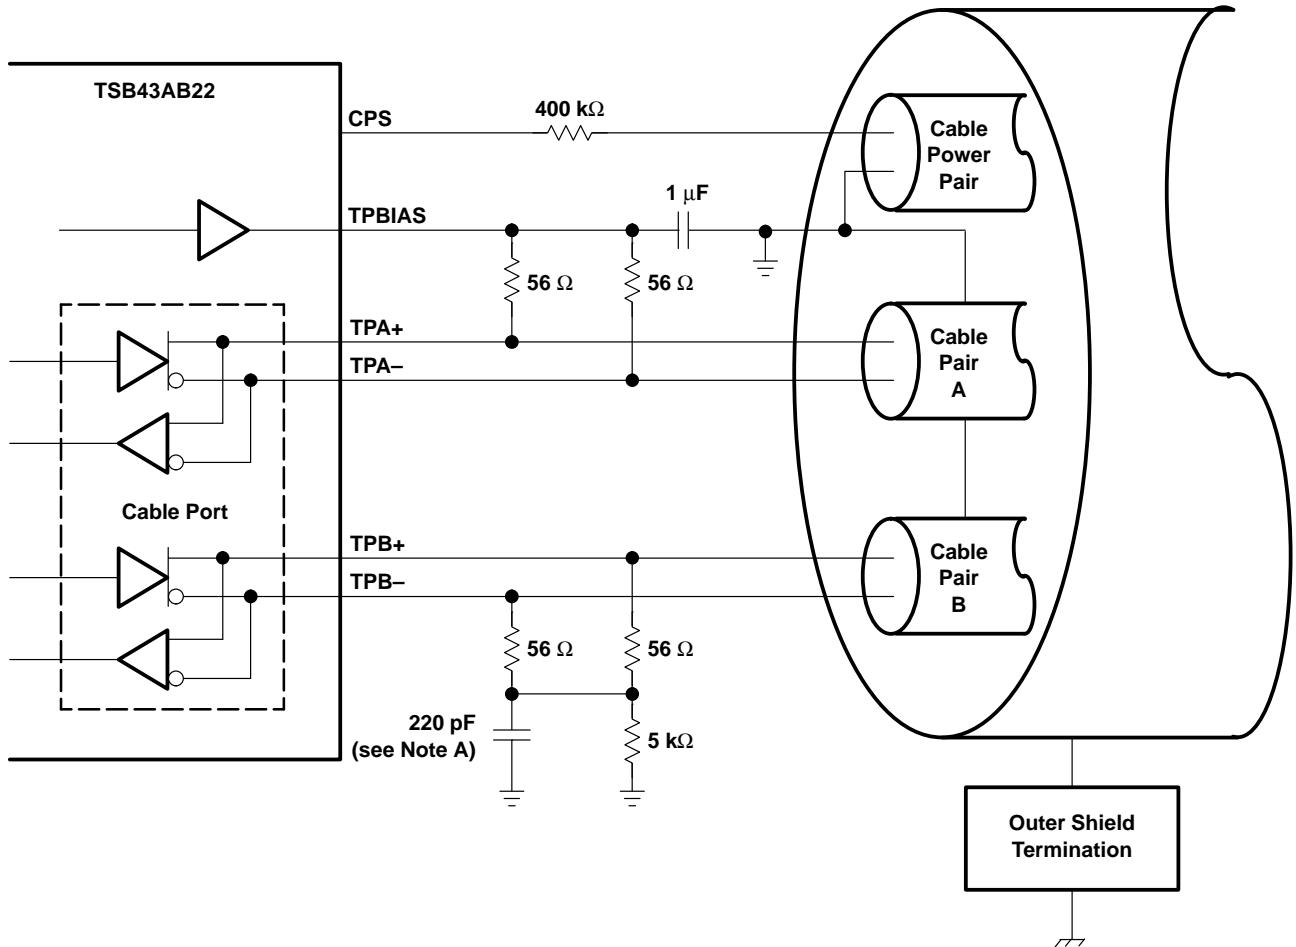 TSB43AB22
CPS
400 kΩ
Cable
Power
Pair
TPBIAS
1 μF
56 Ω
56 Ω
TPA+
TPA–
Cable
Pair
A
Cable Port
TPB+
TPB–
Cable
Pair
B
56 Ω
56 Ω
220 pF
(see Note A)
5 kΩ
Outer Shield
Termination